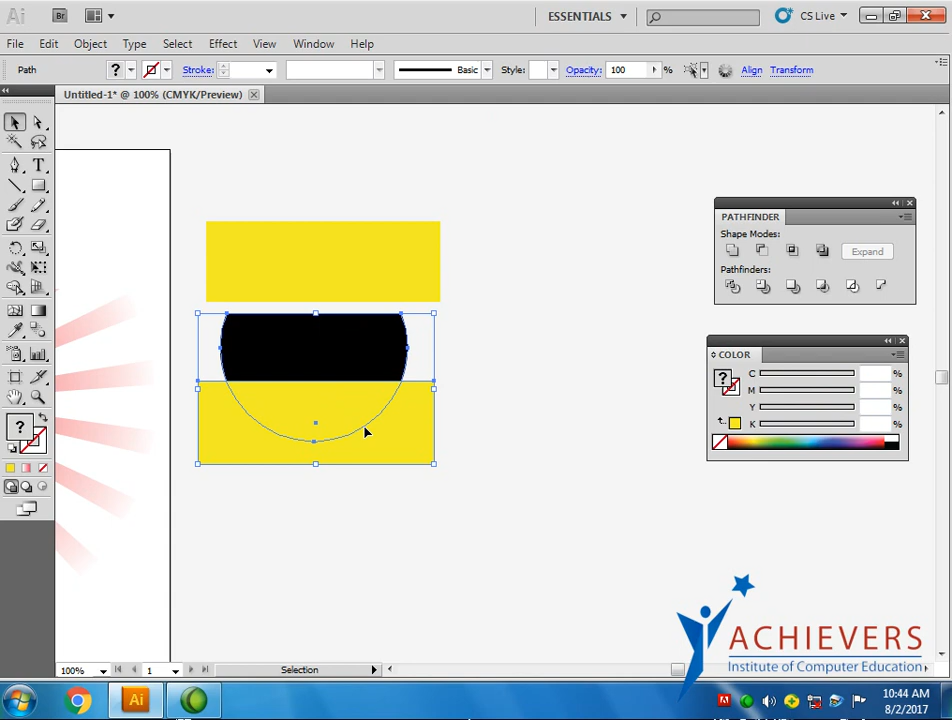 Ai Br ESSENTIALS CS Live
File Edit Object Type Select Effect View Window Help
Path ? Stroke: Basic Style: Opacity: 100 % Align Transform
Untitled-1* @ 100% (CMYK/Preview)
PATHFINDER
Shape Modes:
Expand
Pathfinders:
COLOR
? C %
M %
Y %
K %
T
?
ACHIEVERS
Institute of Computer Education
100% 1 Selection
Ai
10:44 AM
8/2/2017